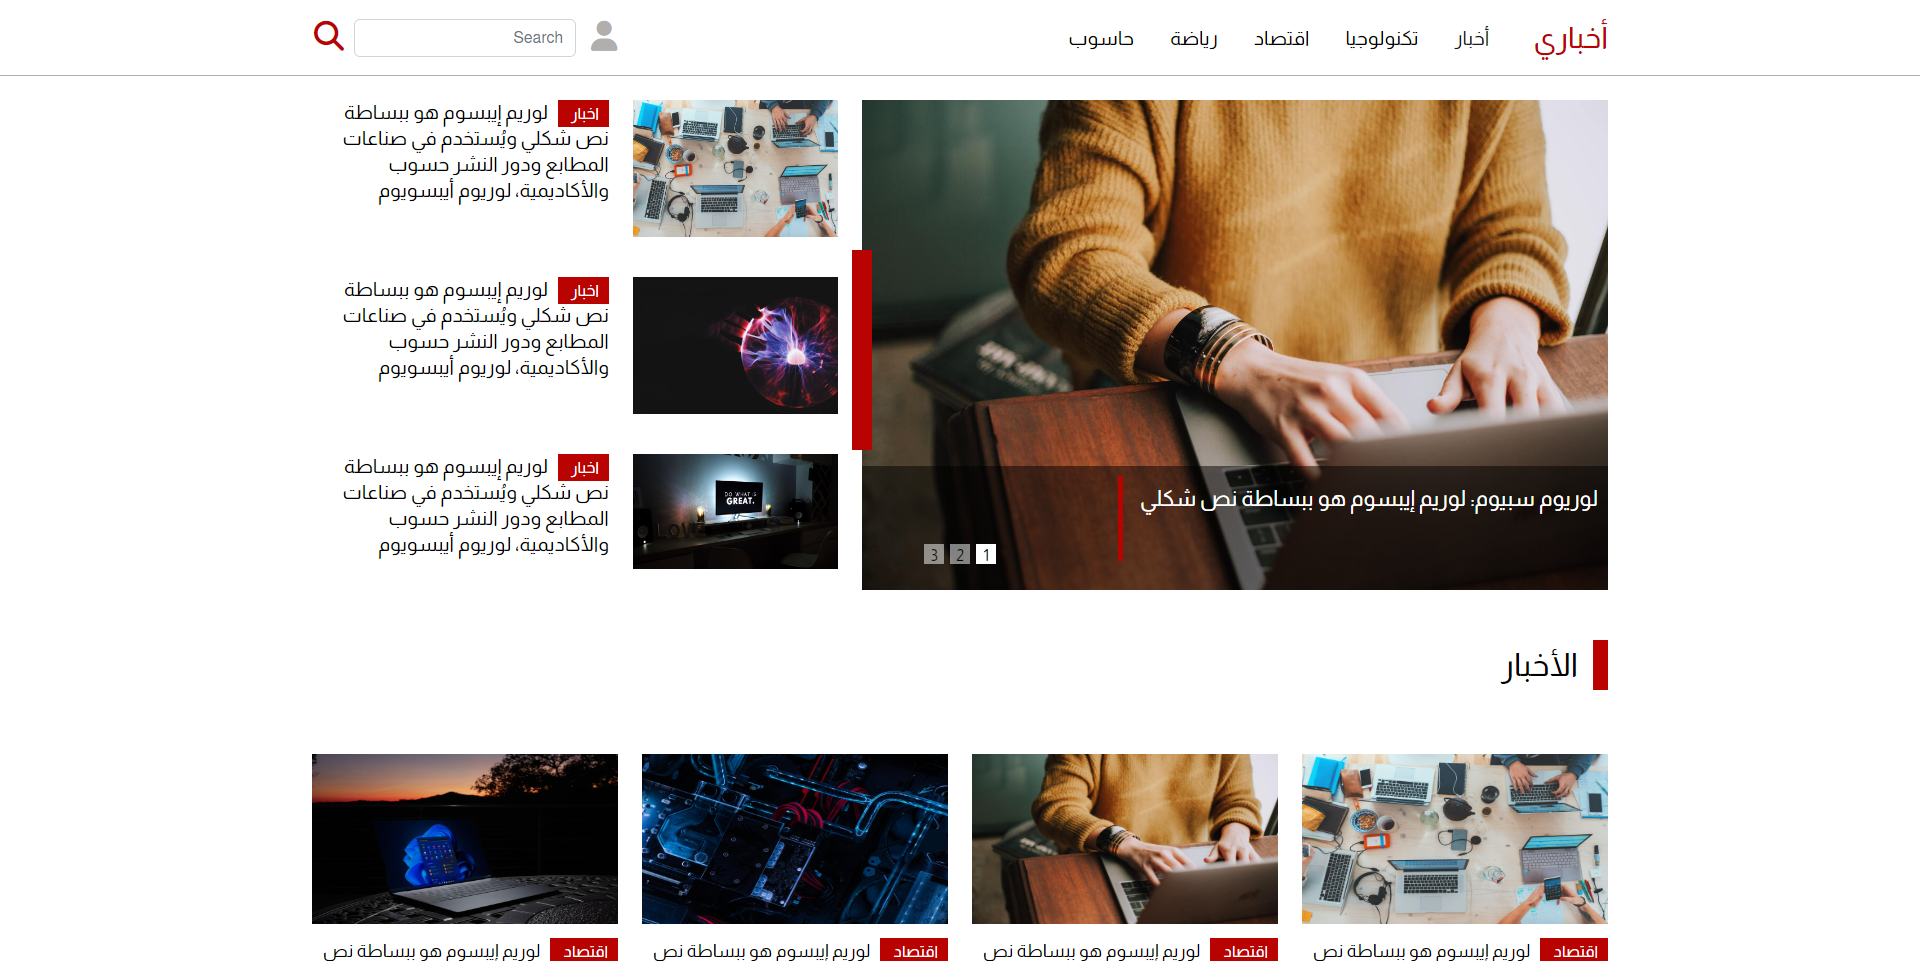 أخباري
أخبار
تكنولوجيا
اقتصاد
رياضة
حاسوب
Search
لوريوم سبيوم: لوريم إيبسوم هو ببساطة نص شكلي
1 2 3
اخبار لوريم إيبسوم هو ببساطة
نص شكلي ويُستخدم في صناعات
المطابع ودور النشر حسوب
والأكاديمية، لوريوم أيبسويوم
اخبار لوريم إيبسوم هو ببساطة
نص شكلي ويُستخدم في صناعات
المطابع ودور النشر حسوب
والأكاديمية، لوريوم أيبسويوم
DO WHAT IS
GREAT.
اخبار لوريم إيبسوم هو ببساطة
نص شكلي ويُستخدم في صناعات
المطابع ودور النشر حسوب
والأكاديمية، لوريوم أيبسويوم
الأخبار
اقتصاد لوريم إيبسوم هو ببساطة نص
اقتصاد لوريم إيبسوم هو ببساطة نص
اقتصاد لوريم إيبسوم هو ببساطة نص
اقتصاد لوريم إيبسوم هو ببساطة نص